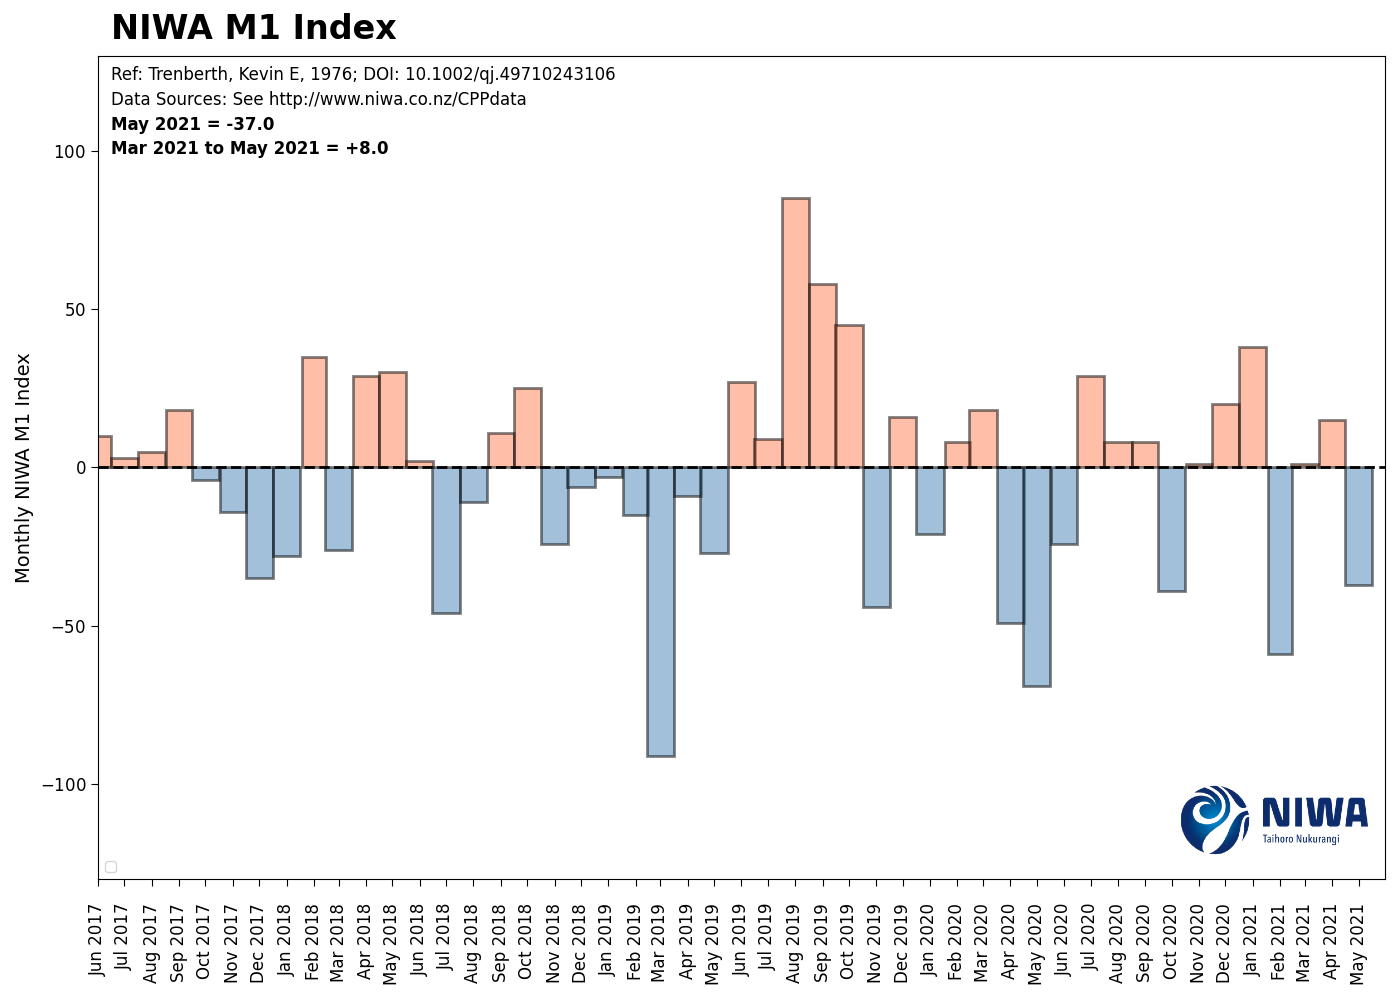 NIWA M1 Index
Ref: Trenberth, Kevin E, 1976; DOI: 10.1002/qj.49710243106
Data Sources: See http://www.niwa.co.nz/CPPdata
May 2021 = -37.0
Mar 2021 to May 2021 = +8.0
Monthly NIWA M1 Index
100
50
0
−50
−100
NIWA
Taihoro Nukurangi
Jun 2017
Jul 2017
Aug 2017
Sep 2017
Oct 2017
Nov 2017
Dec 2017
Jan 2018
Feb 2018
Mar 2018
Apr 2018
May 2018
Jun 2018
Jul 2018
Aug 2018
Sep 2018
Oct 2018
Nov 2018
Dec 2018
Jan 2019
Feb 2019
Mar 2019
Apr 2019
May 2019
Jun 2019
Jul 2019
Aug 2019
Sep 2019
Oct 2019
Nov 2019
Dec 2019
Jan 2020
Feb 2020
Mar 2020
Apr 2020
May 2020
Jun 2020
Jul 2020
Aug 2020
Sep 2020
Oct 2020
Nov 2020
Dec 2020
Jan 2021
Feb 2021
Mar 2021
Apr 2021
May 2021